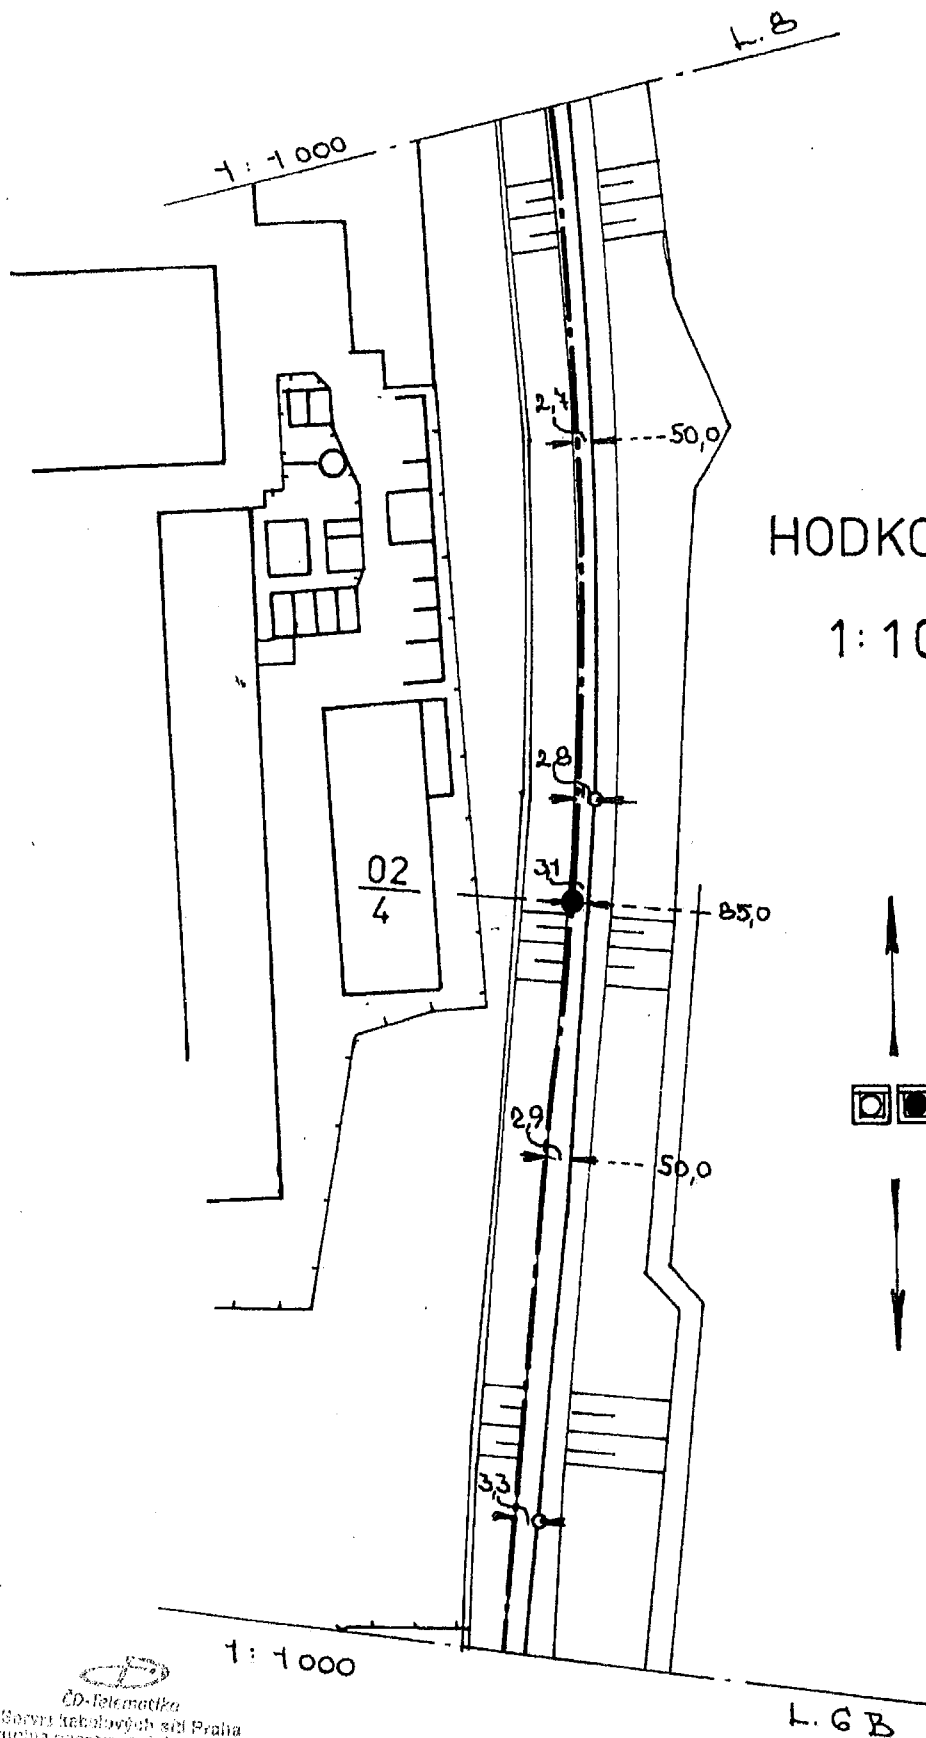 L. 8
1: 1000
2,7
50,0
HODKO
1:10
2,8
3,1
02
4
85,0
2,9
50,0
3,3
1: 1000
ČD-Telematika
Servis kabelových sítí Praha
L. 6 B